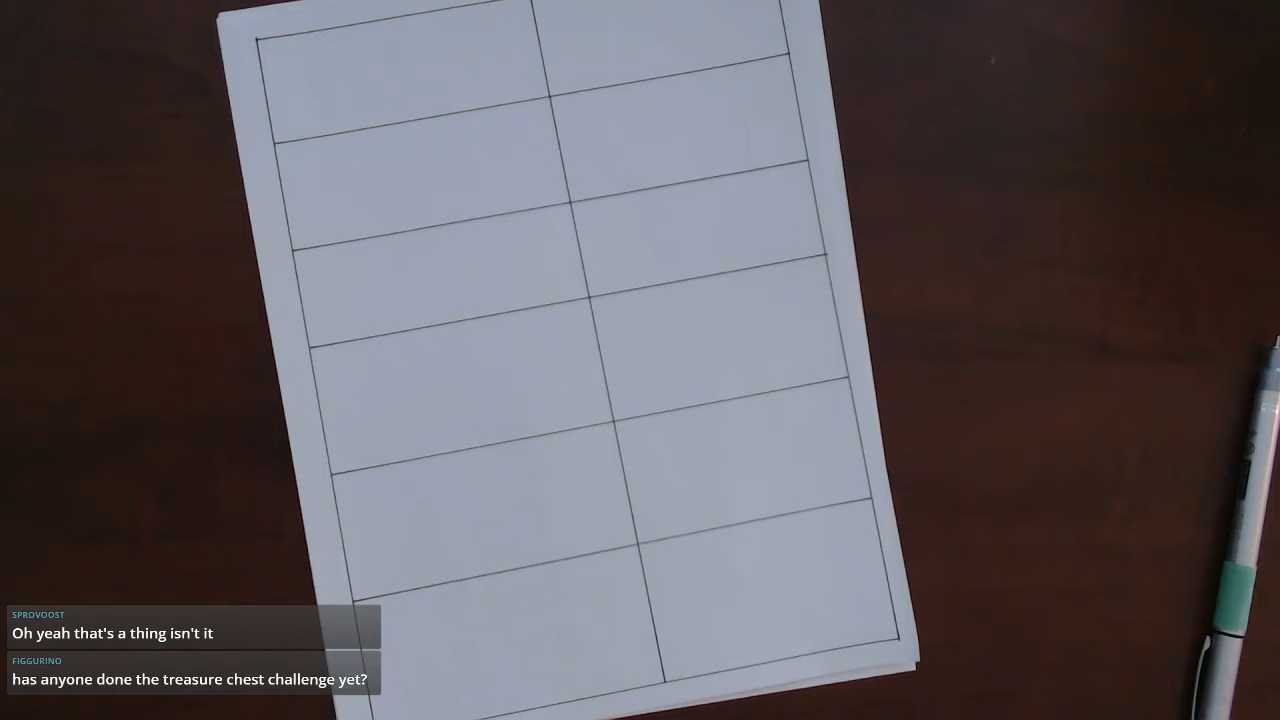 SPROVOOST
Oh yeah that's a thing isn't it
FIGGURINO
has anyone done the treasure chest challenge yet?